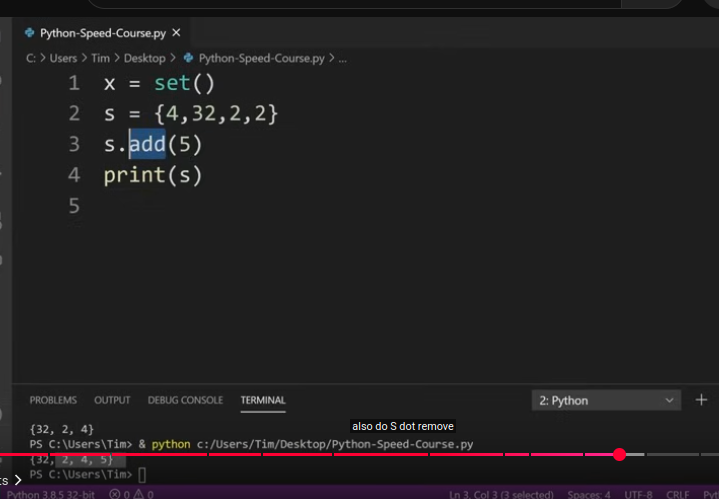 Python-Speed-Course.py ×
C: > Users > Tim > Desktop > Python-Speed-Course.py > ...
1 x = set()
2 s = {4,32,2,2}
3 s.add(5)
4 print(s)
5
PROBLEMS OUTPUT DEBUG CONSOLE TERMINAL 2: Python
{32, 2, 4}
also do S dot remove
PS C:\Users\Tim> & python c:/Users/Tim/Desktop/Python-Speed-Course.py
{32, 2, 4, 5}
PS C:\Users\Tim>
Python 3.8.5 32-bit 0 0 Ln 3, Col 3 (3 selected) Spaces: 4 UTF-8 CRLF